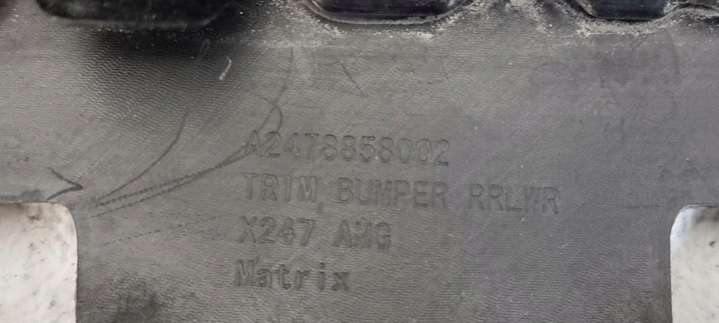 A2478858002
TRIM, BUMPER RRLWR
X247 AMG
Matrix